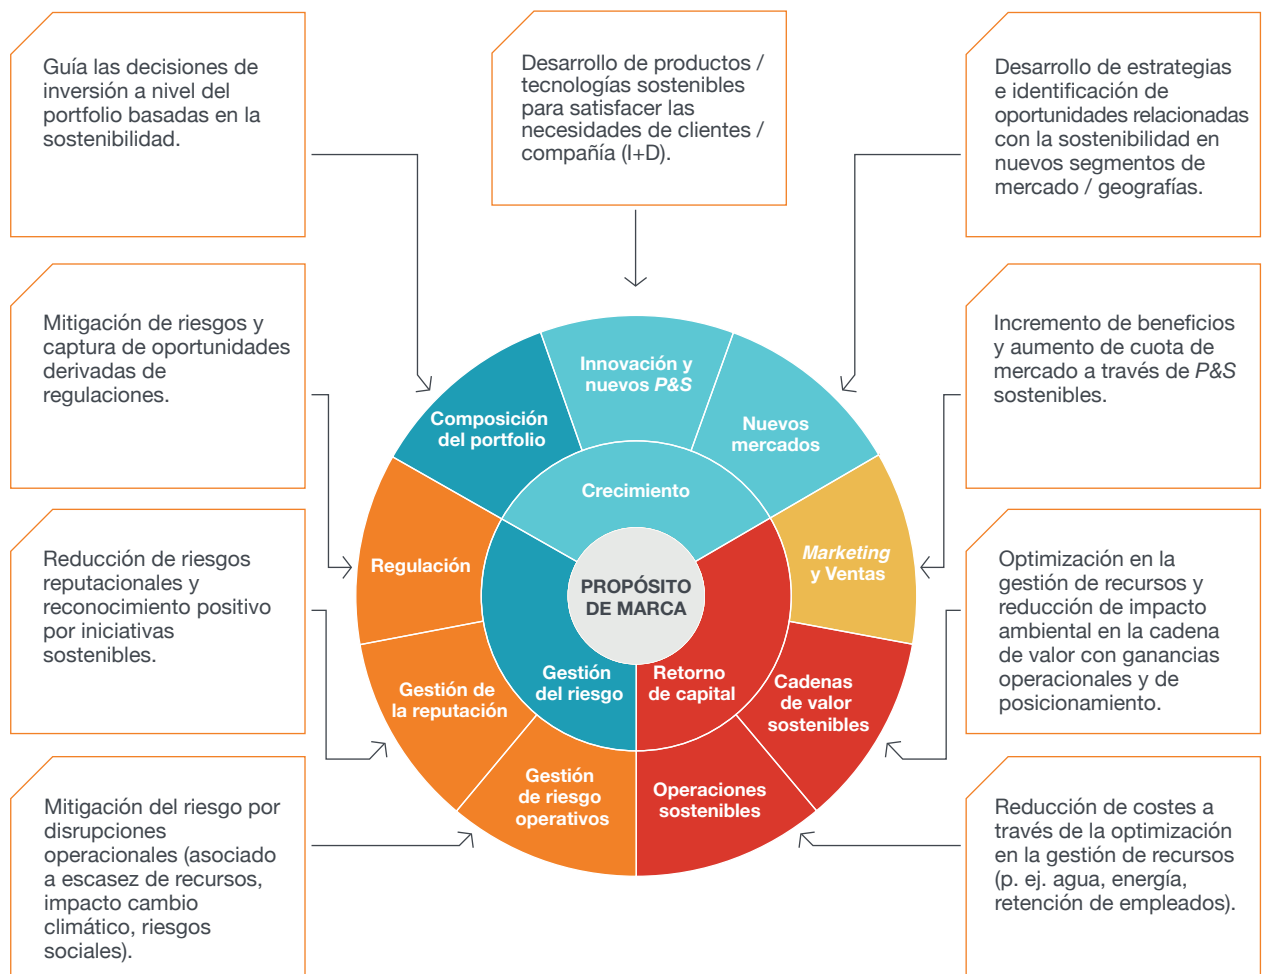 Guía las decisiones de
inversión a nivel del
portfolio basadas en la
sostenibilidad.
Desarrollo de productos /
tecnologías sostenibles
para satisfacer las
necesidades de clientes /
compañía (I+D).
Desarrollo de estrategias
e identificación de
oportunidades relacionadas
con la sostenibilidad en
nuevos segmentos de
mercado / geografías.
Mitigación de riesgos y
captura de oportunidades
derivadas de
regulaciones.
Incremento de beneficios
y aumento de cuota de
mercado a través de P&S
sostenibles.
Reducción de riesgos
reputacionales y
reconocimiento positivo
por iniciativas
sostenibles.
Optimización en la
gestión de recursos y
reducción de impacto
ambiental en la cadena
de valor con ganancias
operacionales y de
posicionamiento.
Mitigación del riesgo por
disrupciones
operacionales (asociado
a escasez de recursos,
impacto cambio
climático, riesgos
sociales).
Reducción de costes a
través de la optimización
en la gestión de recursos
(p. ej. agua, energía,
retención de empleados).
Composición
del portfolio
Innovación y
nuevos P&S
Nuevos
mercados
Marketing
y Ventas
Cadenas
de valor
sostenibles
Operaciones
sostenibles
Gestión
de riesgo
operativos
Gestión de
la reputación
Regulación
Crecimiento
Gestión
del riesgo
Retorno
de capital
PROPÓSITO
DE MARCA